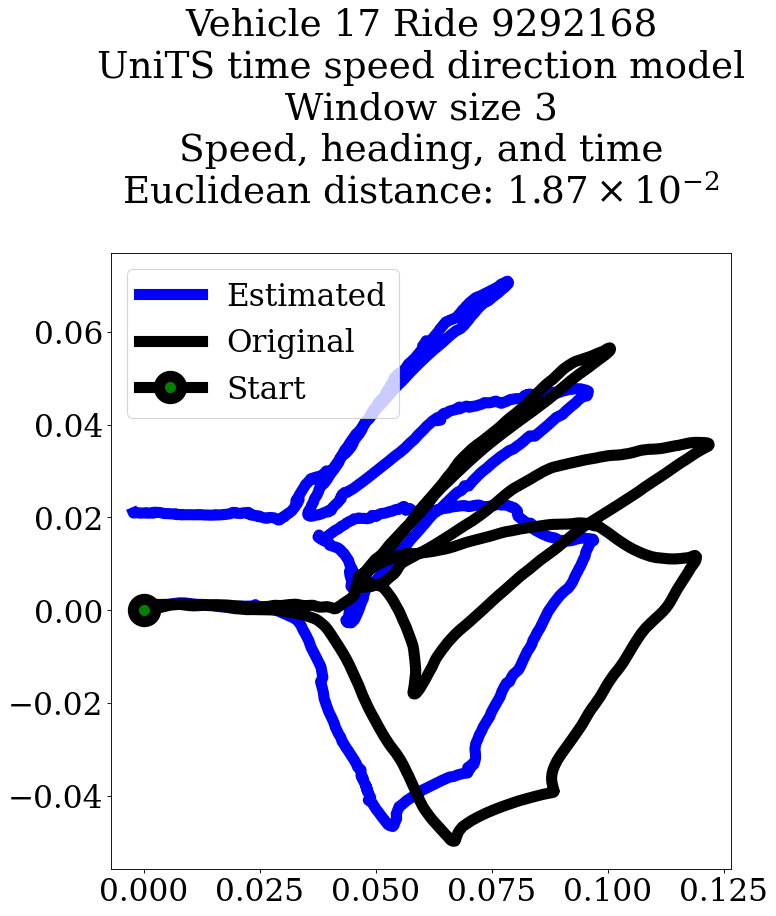 Vehicle 17 Ride 9292168
UniTS time speed direction model
Window size 3
Speed, heading, and time
Euclidean distance: 1.87 × 10⁻²
Estimated
Original
Start
0.06
0.04
0.02
0.00
−0.02
−0.04
0.000 0.025 0.050 0.075 0.100 0.125